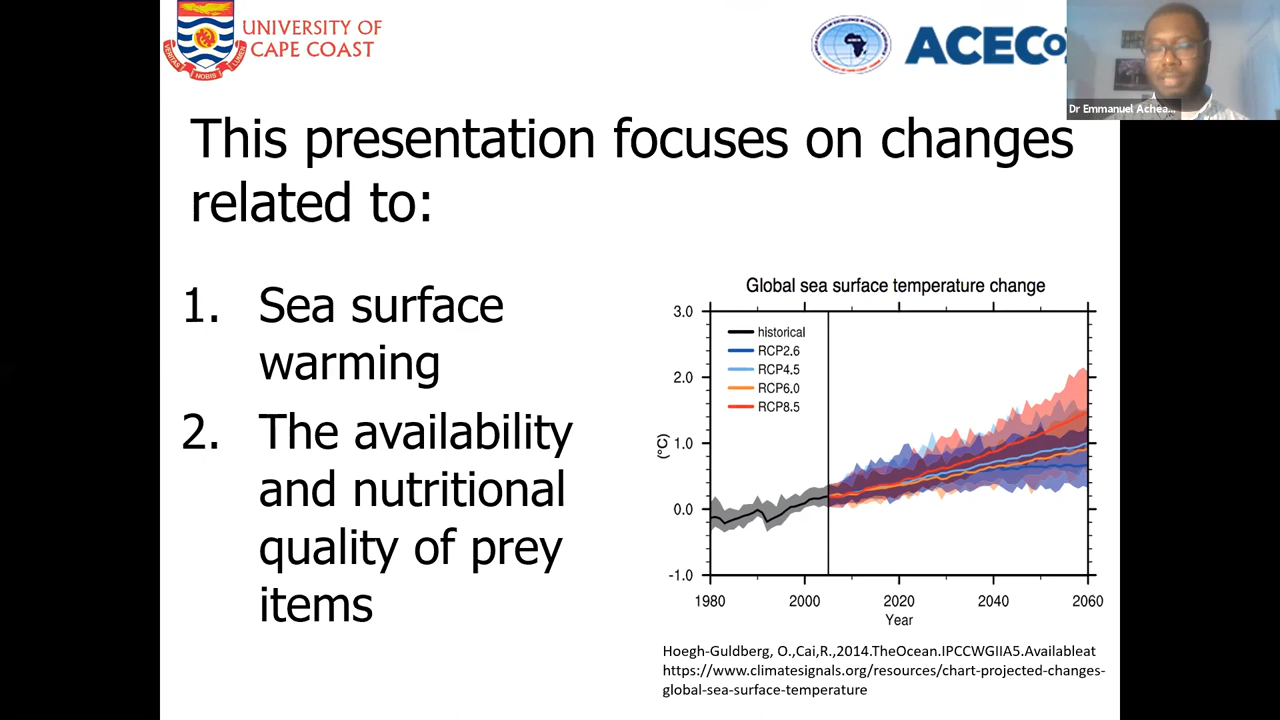 UNIVERSITY OF
CAPE COAST
VERITAS NOBIS LUMEN
ACECo
Dr Emmanuel Achea...
This presentation focuses on changes
related to:
1. Sea surface
warming
2. The availability
and nutritional
quality of prey
items
Global sea surface temperature change
3.0
2.0
1.0
0.0
-1.0
(°C)
historical
RCP2.6
RCP4.5
RCP6.0
RCP8.5
1980 2000 2020 2040 2060
Year
Hoegh-Guldberg, O.,Cai,R.,2014.TheOcean.IPCCWGIIA5.Availableat
https://www.climatesignals.org/resources/chart-projected-changes-
global-sea-surface-temperature